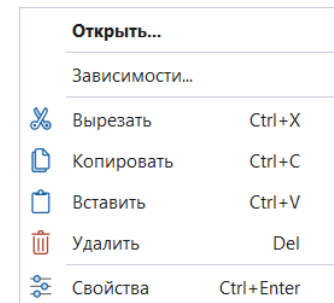 Открыть...
Зависимости...
Вырезать Ctrl+X
Копировать Ctrl+C
Вставить Ctrl+V
Удалить Del
Свойства Ctrl+Enter